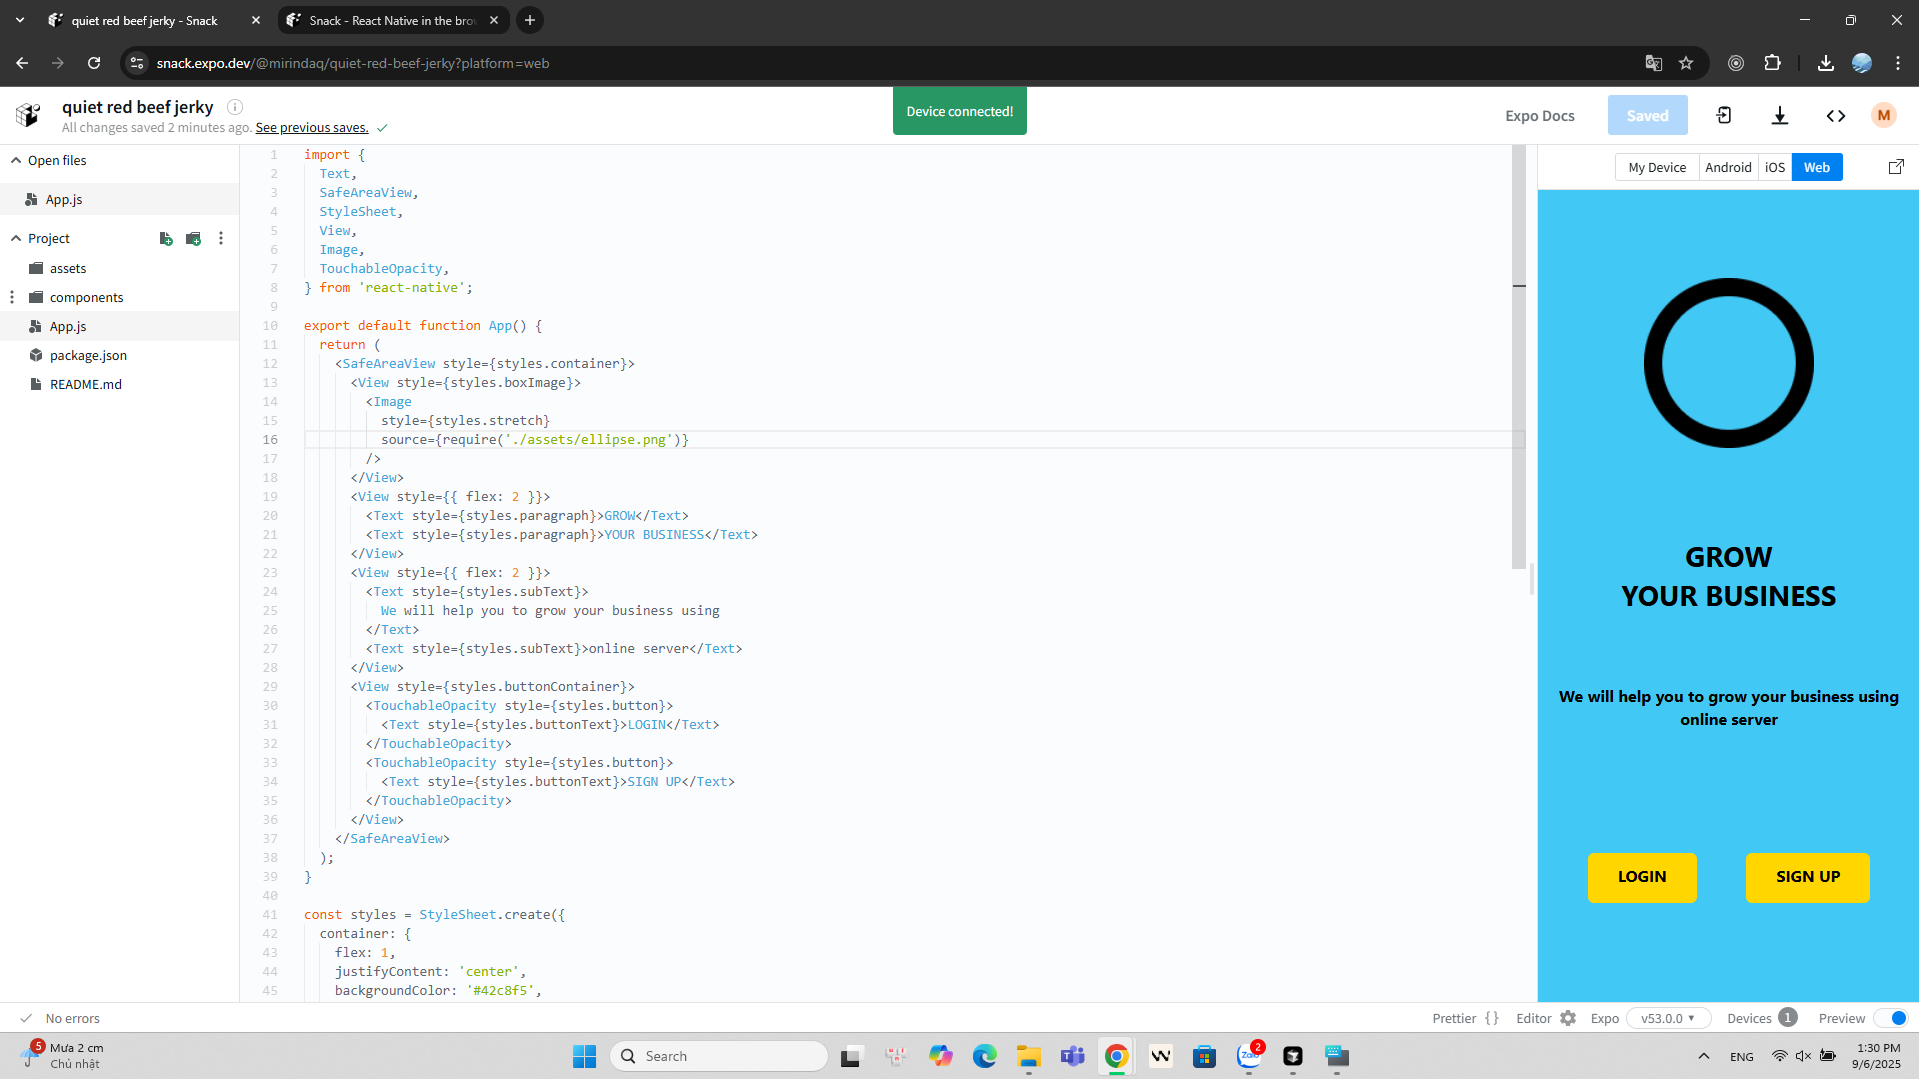 quiet red beef jerky - Snack
Snack - React Native in the bro
snack.expo.dev/@mirindaq/quiet-red-beef-jerky?platform=web
quiet red beef jerky
All changes saved 2 minutes ago. See previous saves.
Device connected!
Expo Docs
Saved
M
Open files
App.js
Project
assets
components
App.js
package.json
README.md
1 import {
2 Text,
3 SafeAreaView,
4 StyleSheet,
5 View,
6 Image,
7 TouchableOpacity,
8 } from 'react-native';
9
10 export default function App() {
11 return (
12 <SafeAreaView style={styles.container}>
13 <View style={styles.boxImage}>
14 <Image
15 style={styles.stretch}
16 source={require('./assets/ellipse.png')}
17 />
18 </View>
19 <View style={{ flex: 2 }}>
20 <Text style={styles.paragraph}>GROW</Text>
21 <Text style={styles.paragraph}>YOUR BUSINESS</Text>
22 </View>
23 <View style={{ flex: 2 }}>
24 <Text style={styles.subText}>
25 We will help you to grow your business using
26 </Text>
27 <Text style={styles.subText}>online server</Text>
28 </View>
29 <View style={styles.buttonContainer}>
30 <TouchableOpacity style={styles.button}>
31 <Text style={styles.buttonText}>LOGIN</Text>
32 </TouchableOpacity>
33 <TouchableOpacity style={styles.button}>
34 <Text style={styles.buttonText}>SIGN UP</Text>
35 </TouchableOpacity>
36 </View>
37 </SafeAreaView>
38 );
39 }
40
41 const styles = StyleSheet.create({
42 container: {
43 flex: 1,
44 justifyContent: 'center',
45 backgroundColor: '#42c8f5',
My Device Android iOS Web
GROW
YOUR BUSINESS
We will help you to grow your business using
online server
LOGIN
SIGN UP
No errors
Prettier {} Editor Expo v53.0.0 Devices 1 Preview
5
Mưa 2 cm
Chủ nhật
Search
Zalo
2
ENG
1:30 PM
9/6/2025